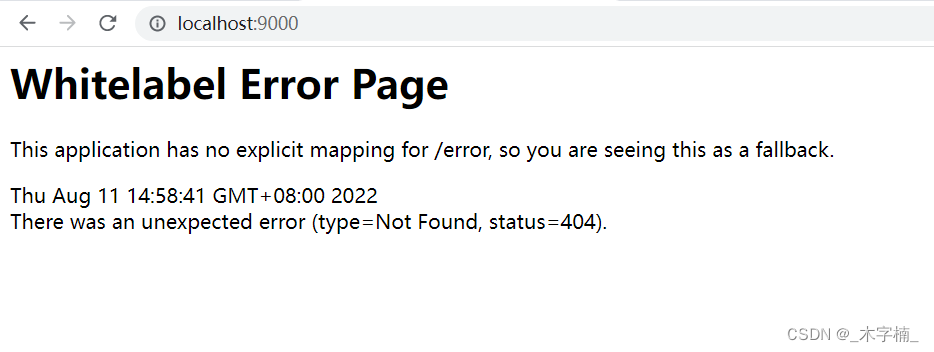 localhost:9000
Whitelabel Error Page
This application has no explicit mapping for /error, so you are seeing this as a fallback.
Thu Aug 11 14:58:41 GMT+08:00 2022
There was an unexpected error (type=Not Found, status=404).
CSDN @_木字楠_